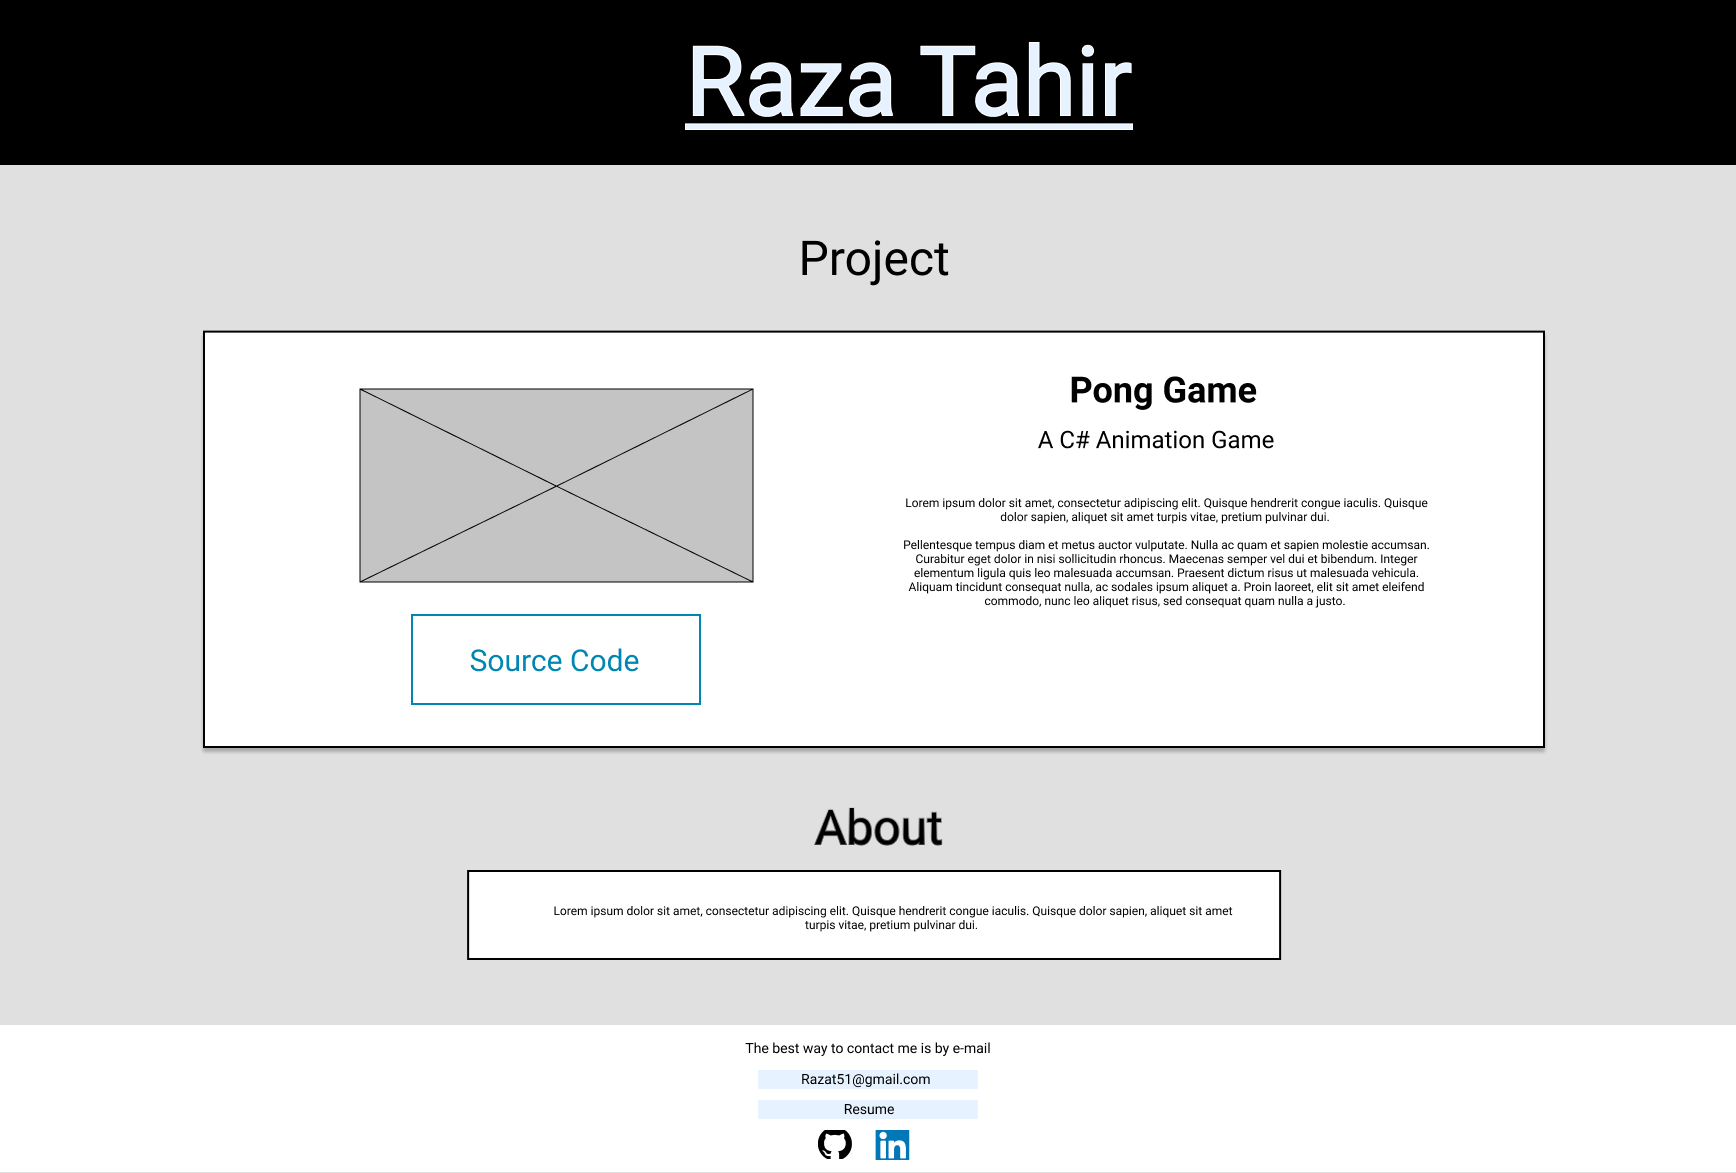 Raza Tahir
Project
Pong Game
A C# Animation Game
Lorem ipsum dolor sit amet, consectetur adipiscing elit. Quisque hendrerit congue iaculis. Quisque
dolor sapien, aliquet sit amet turpis vitae, pretium pulvinar dui.
Pellentesque tempus diam et metus auctor vulputate. Nulla ac quam et sapien molestie accumsan.
Curabitur eget dolor in nisi sollicitudin rhoncus. Maecenas semper vel dui et bibendum. Integer
elementum ligula quis leo malesuada accumsan. Praesent dictum risus ut malesuada vehicula.
Aliquam tincidunt consequat nulla, ac sodales ipsum aliquet a. Proin laoreet, elit sit amet eleifend
commodo, nunc leo aliquet risus, sed consequat quam nulla a justo.
Source Code
About
Lorem ipsum dolor sit amet, consectetur adipiscing elit. Quisque hendrerit congue iaculis. Quisque dolor sapien, aliquet sit amet
turpis vitae, pretium pulvinar dui.
The best way to contact me is by e-mail
Razat51@gmail.com
Resume
in